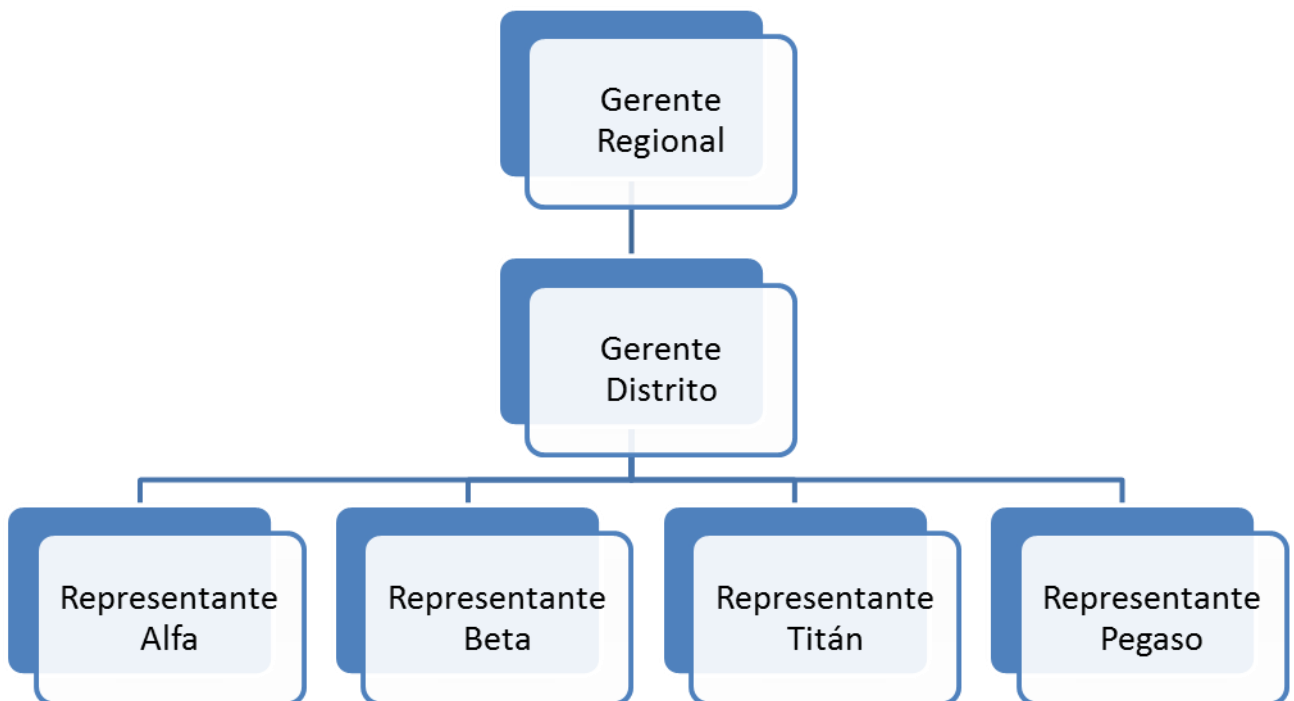 Gerente
Regional
Gerente
Distrito
Representante
Alfa
Representante
Beta
Representante
Titán
Representante
Pegaso